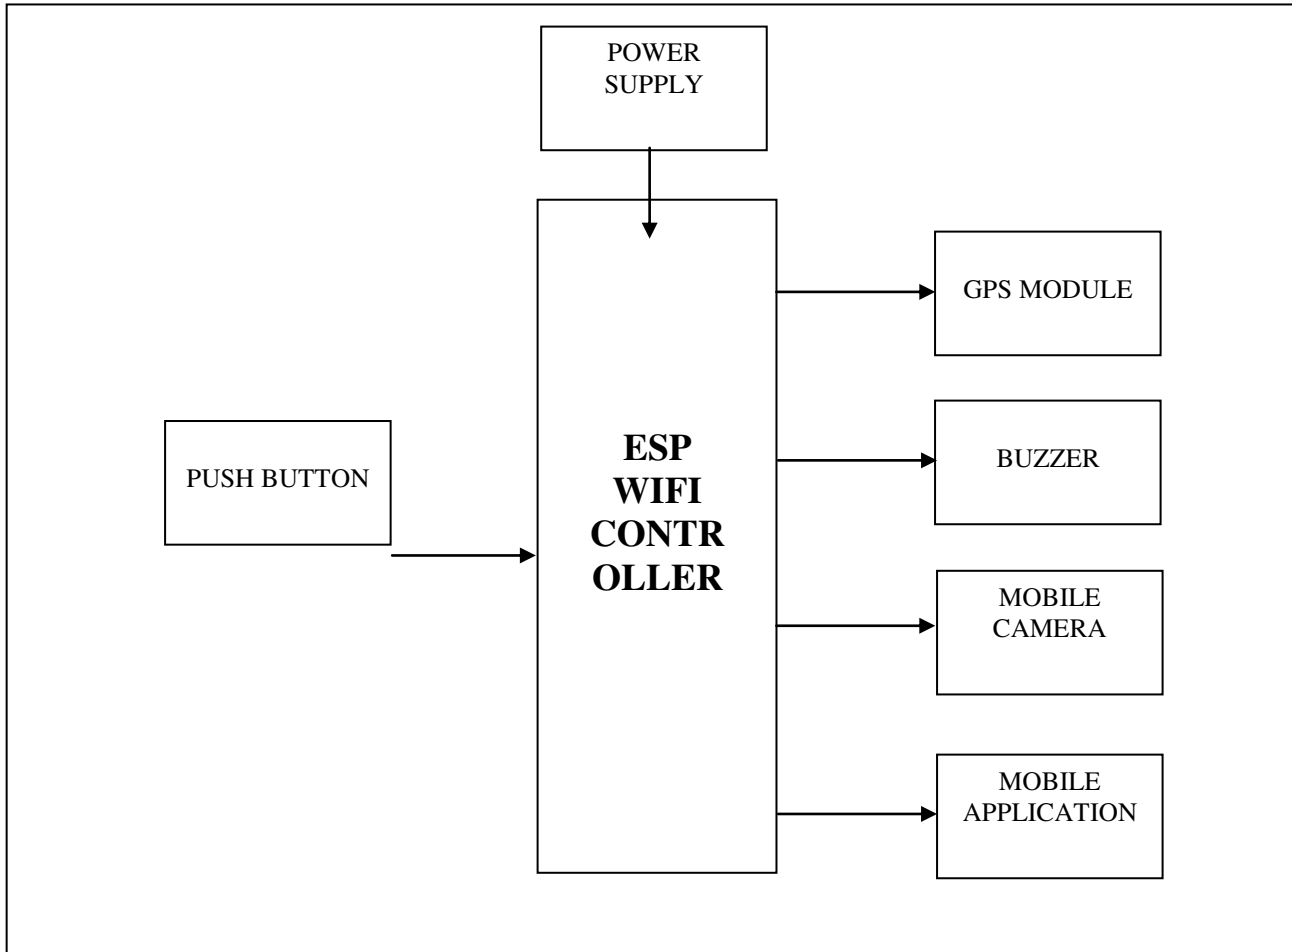 POWER
SUPPLY
GPS MODULE
PUSH BUTTON
ESP
WIFI
CONTR
OLLER
BUZZER
MOBILE
CAMERA
MOBILE
APPLICATION